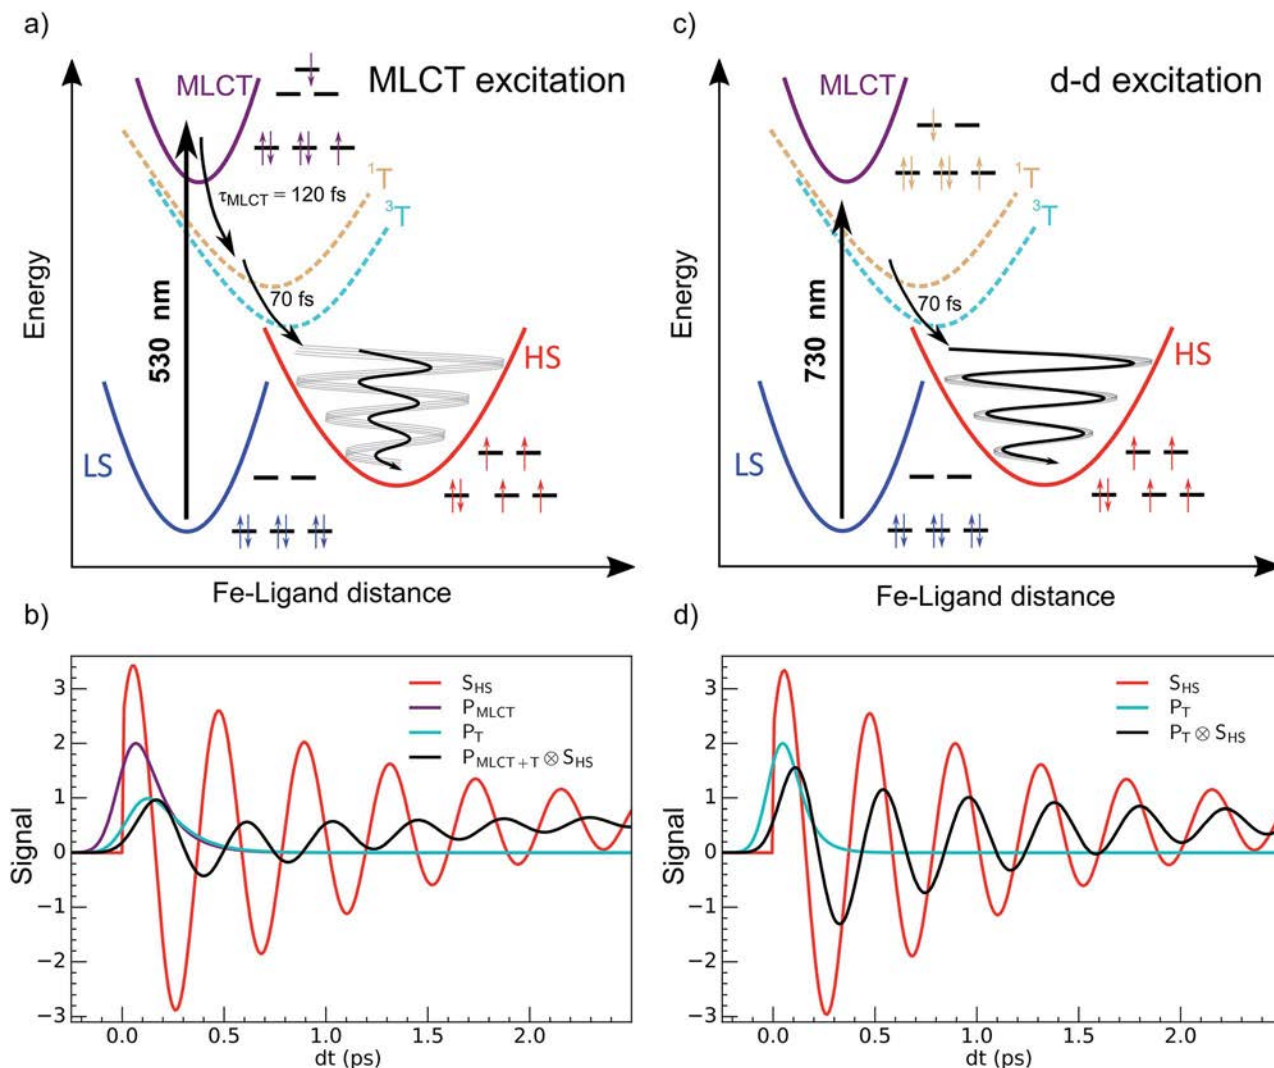 a)
MLCT
MLCT excitation
¹T
τMLCT = 120 fs
³T
70 fs
530 nm
HS
LS
Energy
Fe-Ligand distance
c)
MLCT
d-d excitation
¹T
³T
70 fs
730 nm
HS
LS
Energy
Fe-Ligand distance
b)
SHS
PMLCT
PT
PMLCT+T ⊗ SHS
3
2
1
0
−1
−2
−3
Signal
0.0 0.5 1.0 1.5 2.0
dt (ps)
d)
SHS
PT
PT ⊗ SHS
3
2
1
0
−1
−2
−3
Signal
0.0 0.5 1.0 1.5 2.0
dt (ps)